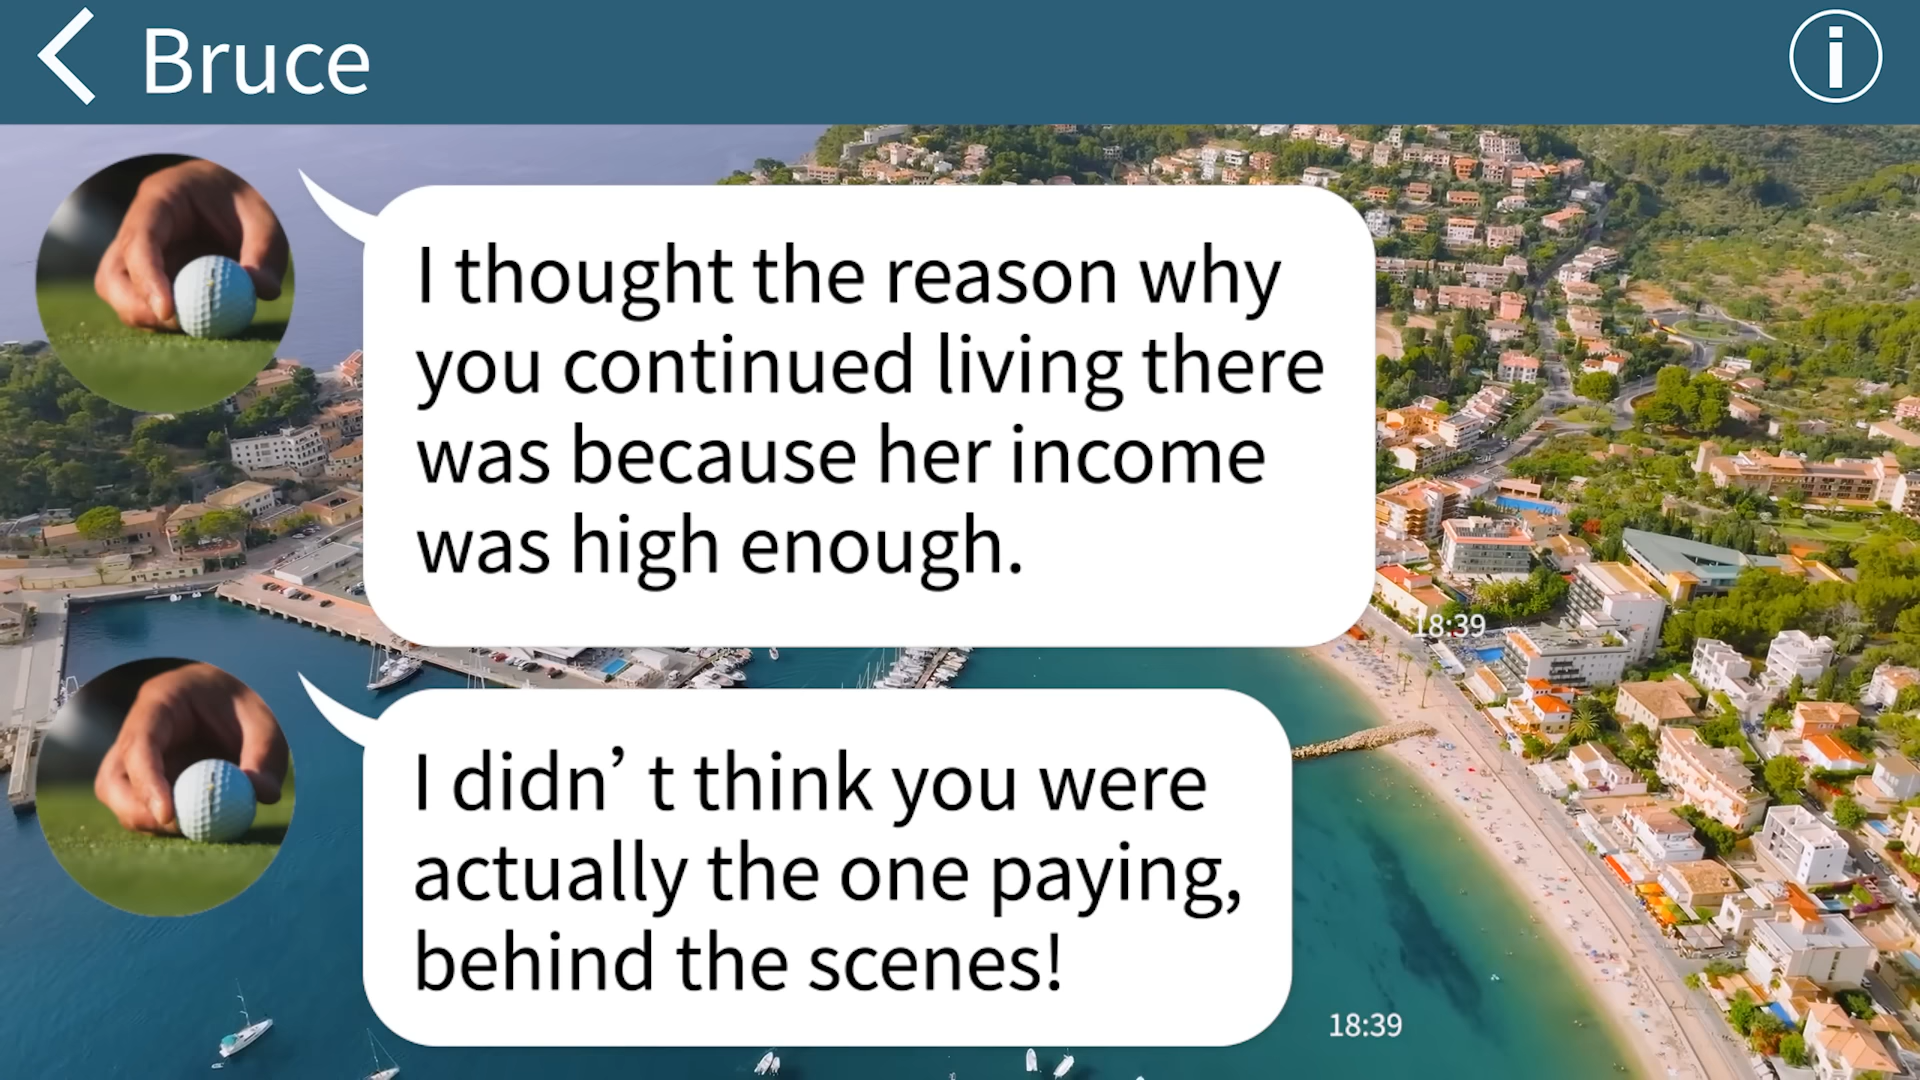 Bruce
I thought the reason why
you continued living there
was because her income
was high enough.
18:39
I didn’ t think you were
actually the one paying,
behind the scenes!
18:39